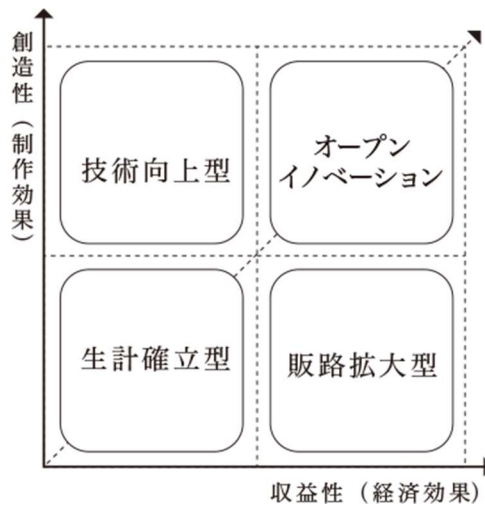 創造性（制作効果）
技術向上型
オープン
イノベーション
生計確立型
販路拡大型
収益性（経済効果）